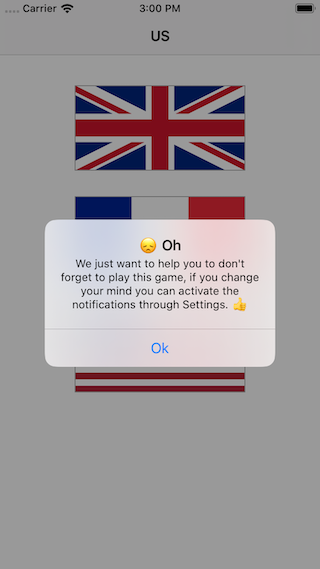 Carrier 3:00 PM
US
😞 Oh
We just want to help you to don't
forget to play this game, if you change
your mind you can activate the
notifications through Settings. 👍
Ok